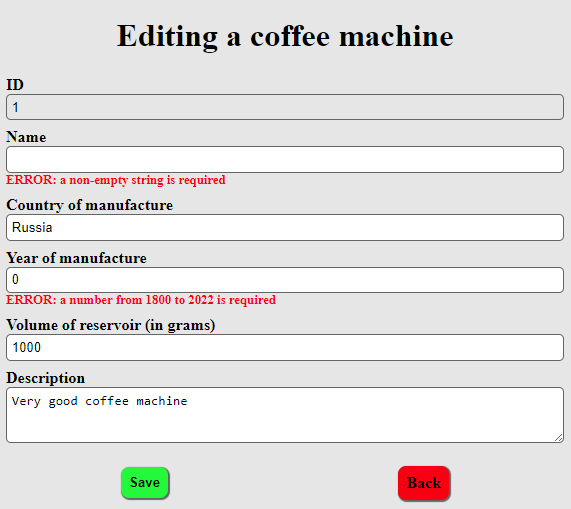 Editing a coffee machine
ID
1
Name
ERROR: a non-empty string is required
Country of manufacture
Russia
Year of manufacture
0
ERROR: a number from 1800 to 2022 is required
Volume of reservoir (in grams)
1000
Description
Very good coffee machine
Save
Back